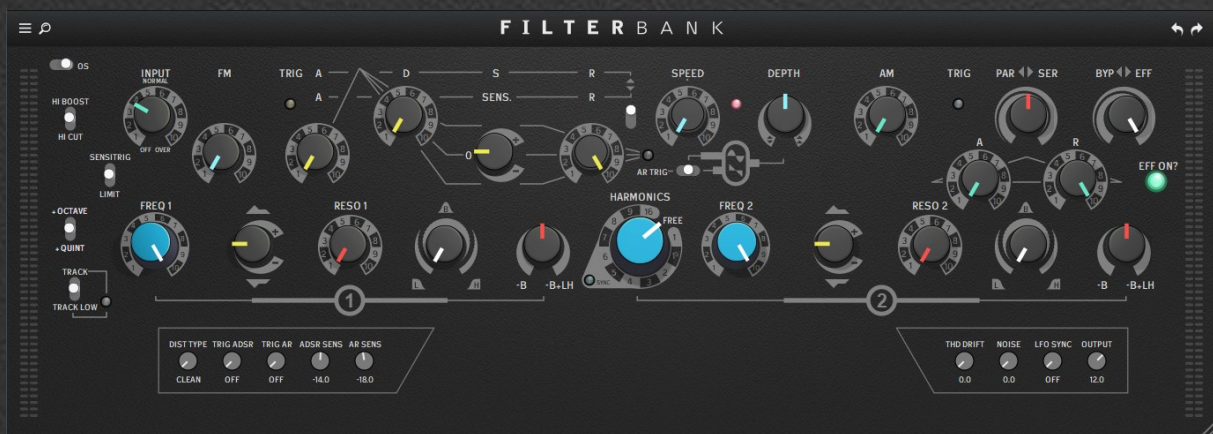 FILTERBANK
OS
INPUT
NORMAL
OFF OVER
FM
TRIG
A D S R
A SENS. R
SPEED
DEPTH
AM
TRIG
PAR SER
BYP EFF
HI BOOST
HI CUT
SENSITRIG
LIMIT
0
+
-
AR TRIG
A
R
EFF ON?
+OCTAVE
+QUINT
FREQ 1
+
-
RESO 1
B
L H
-B -B+LH
HARMONICS
FREE
SYNC
FREQ 2
+
-
RESO 2
B
L H
-B -B+LH
TRACK
TRACK LOW
1
2
DIST TYPE TRIG ADSR TRIG AR ADSR SENS AR SENS
CLEAN OFF OFF -14.0 -18.0
THD DRIFT NOISE LFO SYNC OUTPUT
0.0 0.0 OFF 12.0